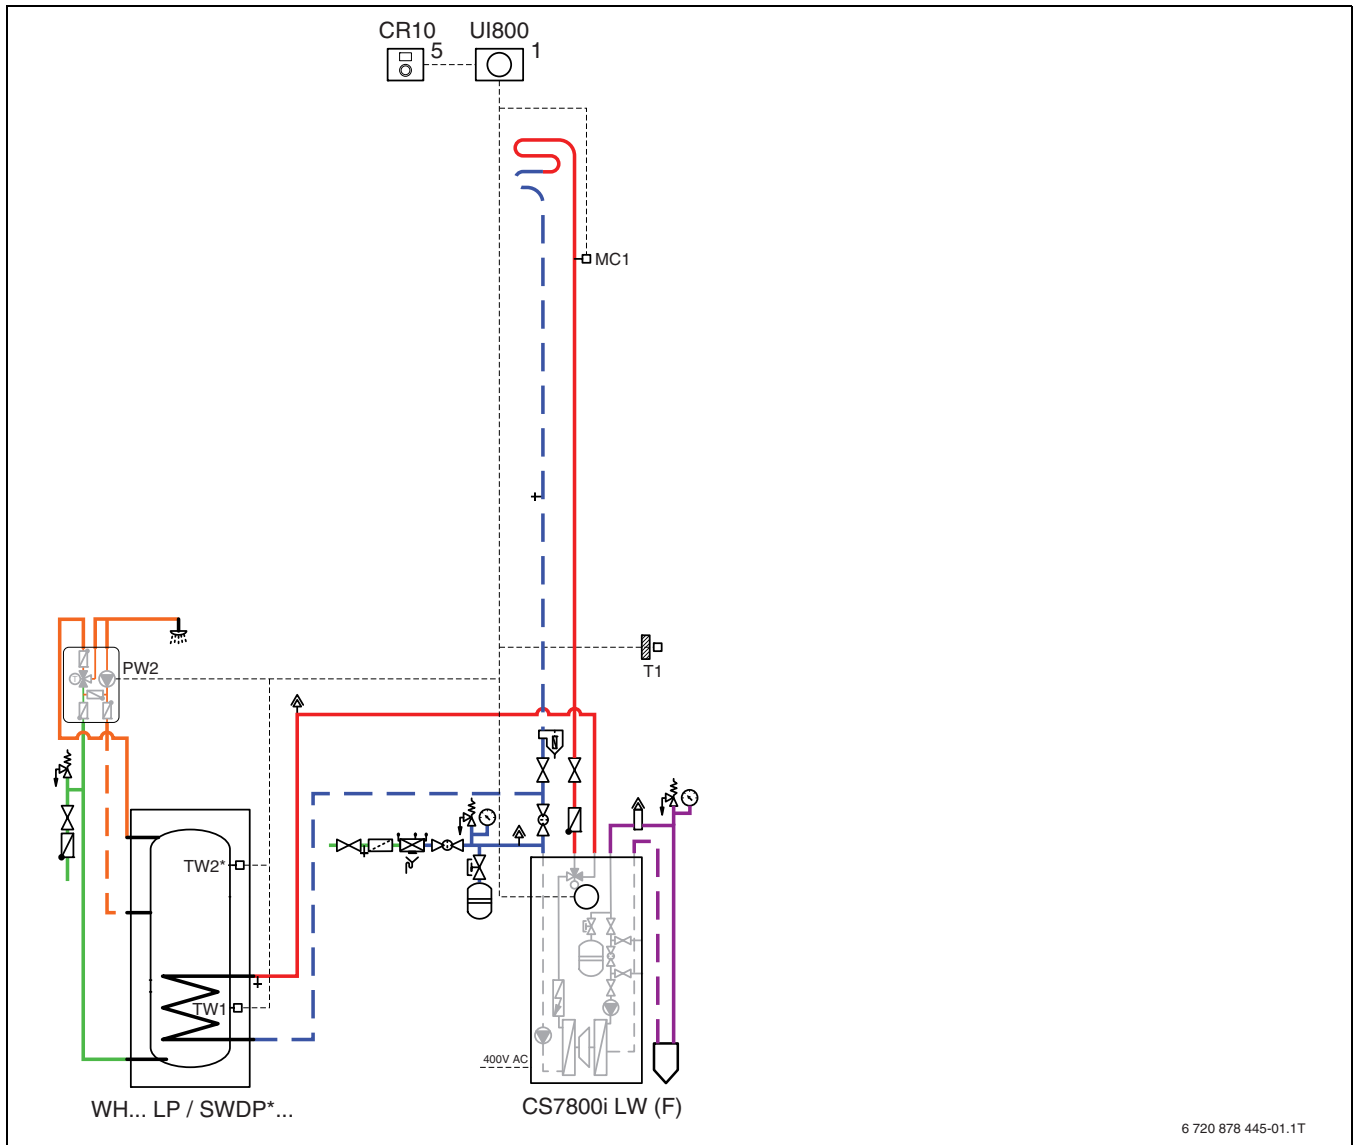 CR10
5
UI800
1
MC1
T1
PW2
T
TW2*
TW1
400V AC
WH... LP / SWDP*...
CS7800i LW (F)
6 720 878 445-01.1T